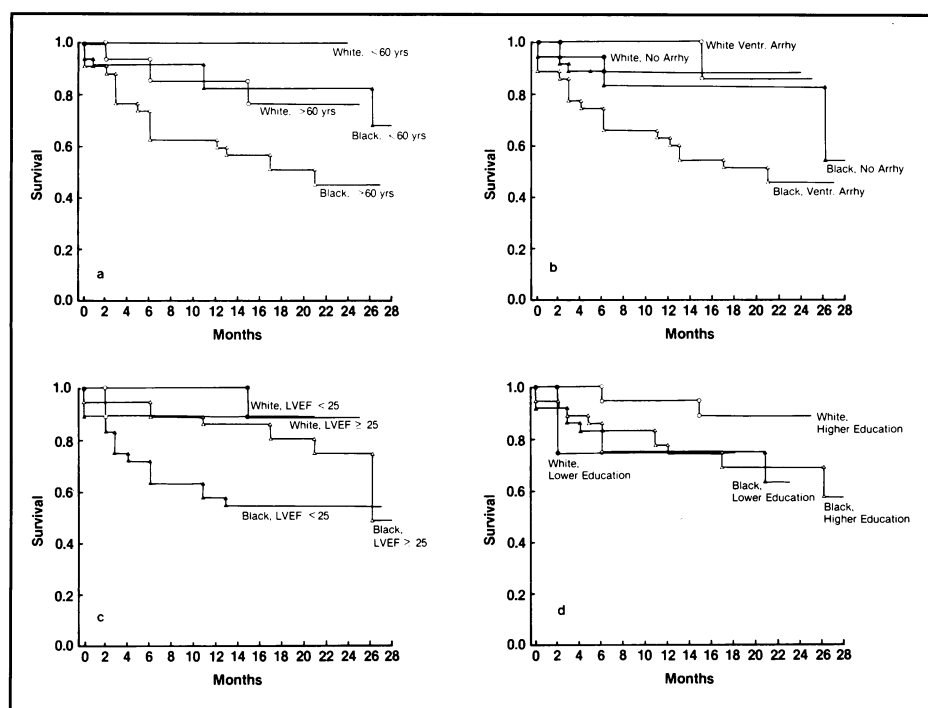 1.0
0.8
0.6
0.4
0.2
0.0
Survival
White. <60 yrs
White. >60 yrs
Black. <60 yrs
Black. >60 yrs
a
0 2 4 6 8 10 12 14 16 18 20 22 24 26 28
Months
1.0
0.8
0.6
0.4
0.2
0.0
Survival
White Ventr. Arrhy
White, No Arrhy
Black, No Arrhy
Black, Ventr. Arrhy
b
0 2 4 6 8 10 12 14 16 18 20 22 24 26 28
Months
1.0
0.8
0.6
0.4
0.2
0.0
Survival
White, LVEF < 25
White, LVEF ≥ 25
Black, LVEF < 25
Black,
LVEF ≥ 25
c
0 2 4 6 8 10 12 14 16 18 20 22 24 26 28
Months
1.0
0.8
0.6
0.4
0.2
0.0
Survival
White,
Higher Education
White,
Lower Education
Black,
Lower Education
Black,
Higher Education
d
0 2 4 6 8 10 12 14 16 18 20 22 24 26 28
Months